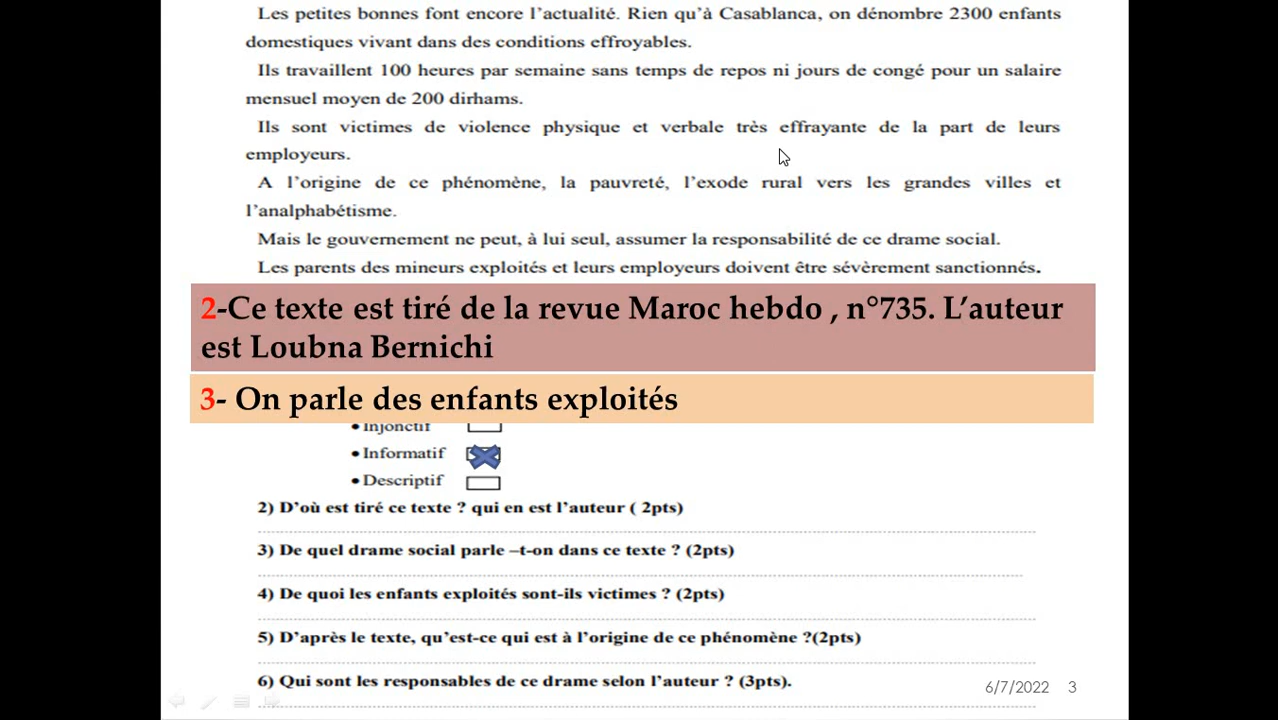 Les petites bonnes font encore l'actualité. Rien qu'à Casablanca, on dénombre 2300 enfants
domestiques vivant dans des conditions effroyables.
Ils travaillent 100 heures par semaine sans temps de repos ni jours de congé pour un salaire
mensuel moyen de 200 dirhams.
Ils sont victimes de violence physique et verbale très effrayante de la part de leurs
employeurs.
A l'origine de ce phénomène, la pauvreté, l'exode rural vers les grandes villes et
l'analphabétisme.
Mais le gouvernement ne peut, à lui seul, assumer la responsabilité de ce drame social.
Les parents des mineurs exploités et leurs employeurs doivent être sévèrement sanctionnés.
2-Ce texte est tiré de la revue Maroc hebdo , n°735. L'auteur
est Loubna Bernichi
3- On parle des enfants exploités
• Injonctif
• Informatif
• Descriptif
2) D'où est tiré ce texte ? qui en est l'auteur ( 2pts)
3) De quel drame social parle –t-on dans ce texte ? (2pts)
4) De quoi les enfants exploités sont-ils victimes ? (2pts)
5) D'après le texte, qu'est-ce qui est à l'origine de ce phénomène ?(2pts)
6) Qui sont les responsables de ce drame selon l'auteur ? (3pts).
6/7/2022 3